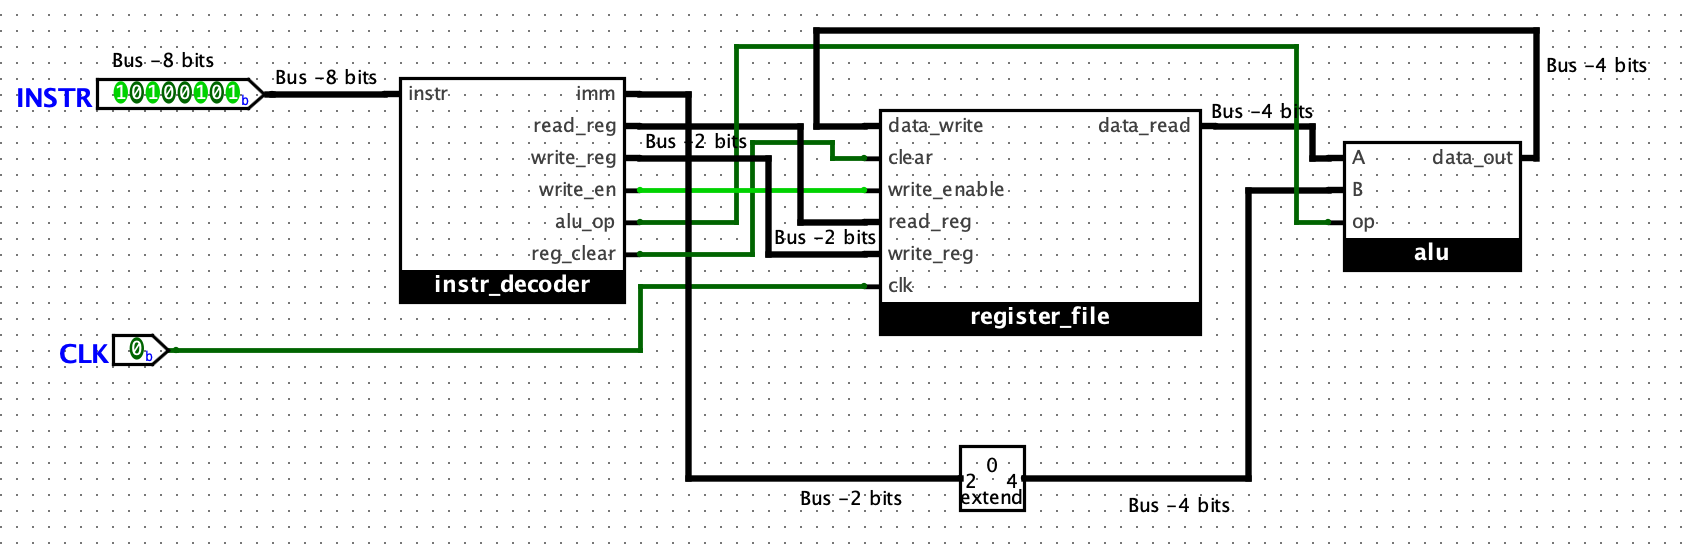 Bus -8 bits
INSTR
10100101b
Bus -8 bits
instr
imm
read_reg
write_reg
write_en
alu_op
reg_clear
instr_decoder
Bus -2 bits
Bus -2 bits
data_write
clear
write_enable
read_reg
write_reg
clk
data_read
register_file
Bus -4 bits
A
B
op
data_out
alu
Bus -4 bits
CLK
0b
0
2 4
extend
Bus -2 bits
Bus -4 bits